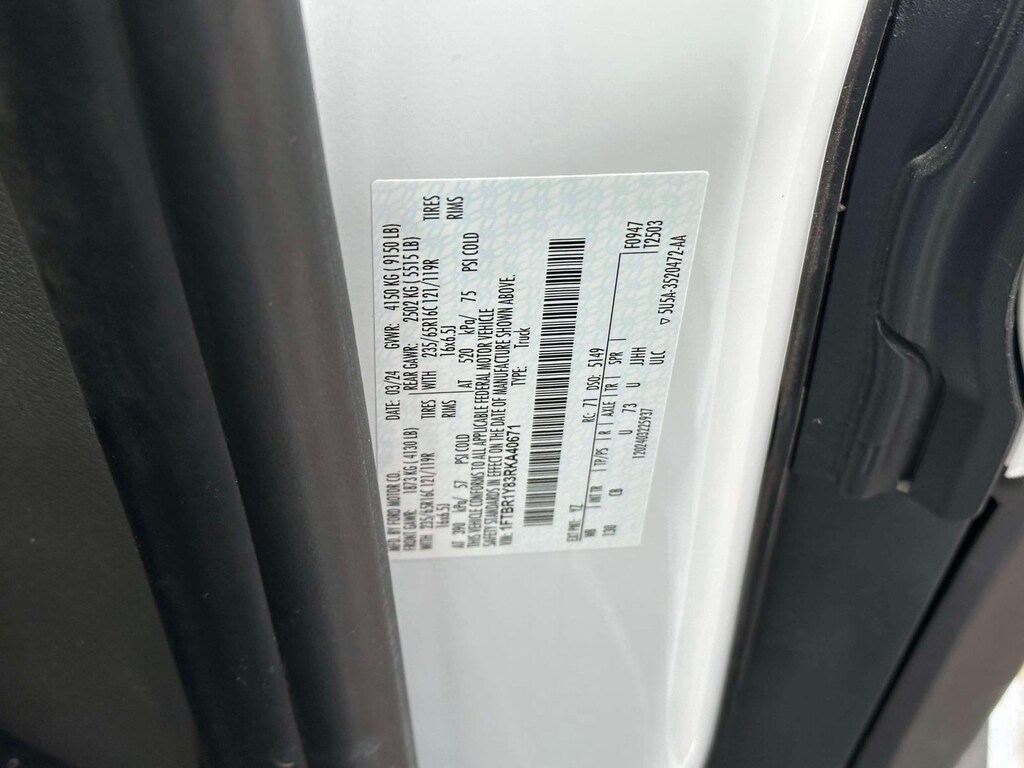 MFG. BY FORD MOTOR CO. DATE: 03/24 GVWR: 4150 KG ( 9150 LB)
FRONT GAWR: 1873 KG (4130 LB) REAR GAWR: 2502 KG ( 5515 LB)
WITH 235/65R16C 121/119R TIRES WITH 235/65R16C 121/119R TIRES
16x6.5J RIMS 16x6.5J RIMS
AT 390 kPa/ 57 PSI COLD AT 520 kPa/ 75 PSI COLD
THIS VEHICLE CONFORMS TO ALL APPLICABLE FEDERAL MOTOR VEHICLE
SAFETY STANDARDS IN EFFECT ON THE DATE OF MANUFACTURE SHOWN ABOVE.
VIN: 1FTBR1Y83RKA40671 TYPE: Truck
EXT PNT: YZ RC: 71 DSO: 5149
WB INT TR TP/PS R AXLE TR SPR F0947
130 CB U 73 U JHH T2503
1202403225937 ULC
▽ 5U5A-3520472-AA